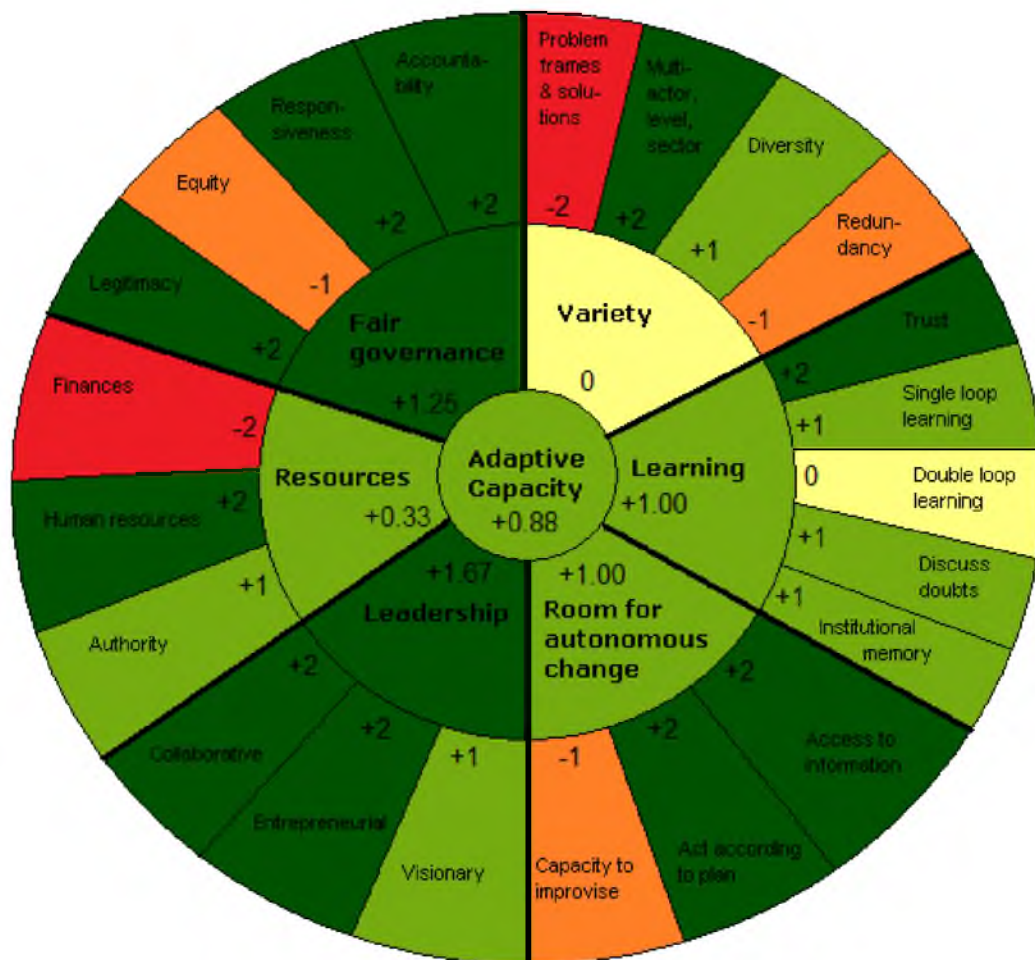 Problem
frames
& solu-
tions
-2
Multi-
actor,
level,
sector
+2
Diversity
+1
Redun-
dancy
-1
Trust
+2
Single loop
learning
+1
Double loop
learning
0
Discuss
doubts
+1
Institutional
memory
+1
Access to
information
+2
Act according
to plan
+2
Capacity to
improvise
-1
Visionary
+1
Entrepreneurial
+2
Collaborative
+2
Authority
+1
Human resources
+2
Finances
-2
Legitimacy
+2
Equity
-1
Respon-
siveness
+2
Accounta-
bility
+2
Variety
0
Learning
+1.00
+1.00
Room for
autonomous
change
+1.67
Leadership
Resources
+0.33
Fair
governance
+1.25
Adaptive
Capacity
+0.88